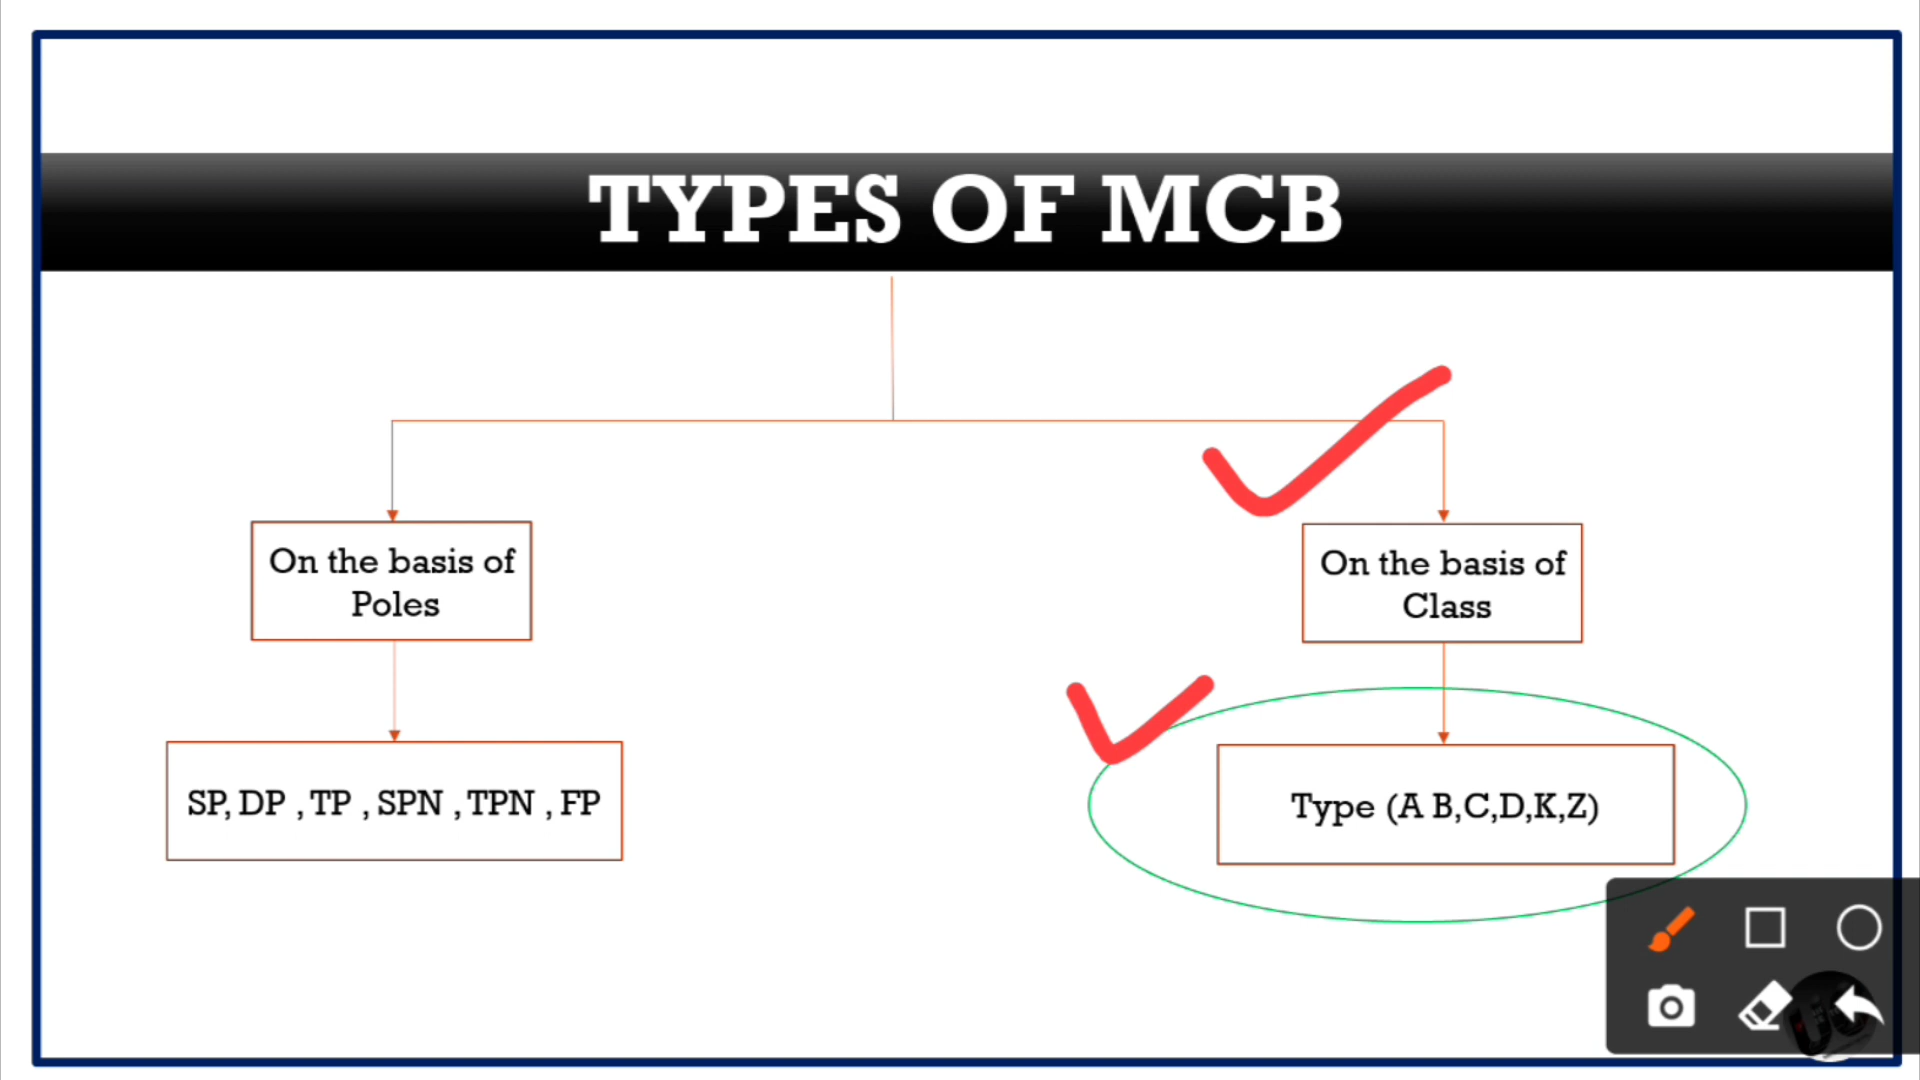 TYPES OF MCB
On the basis of
Poles
On the basis of
Class
SP, DP , TP , SPN , TPN , FP
Type (A B,C,D,K,Z)